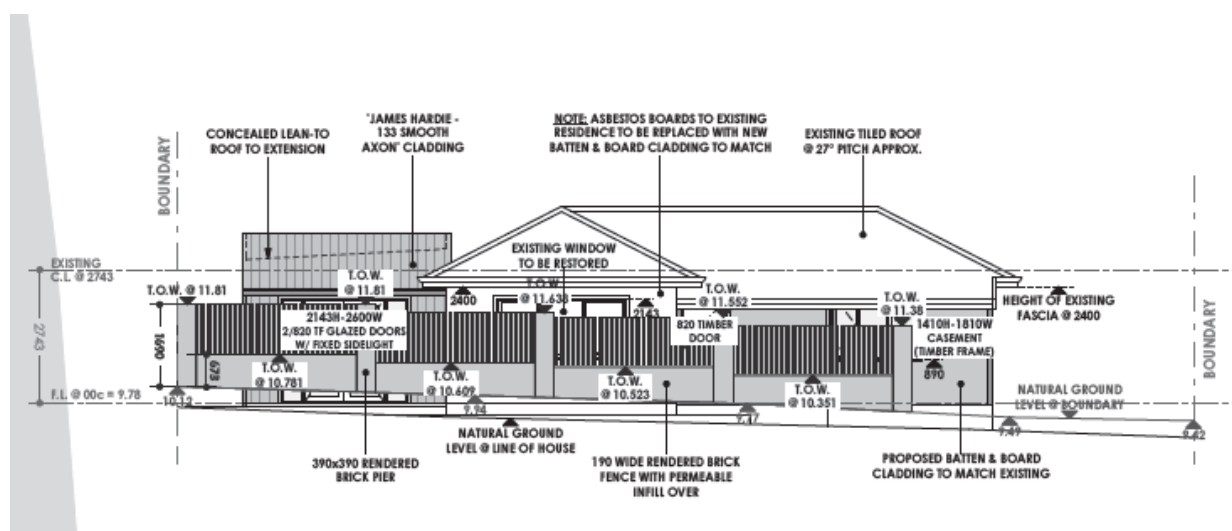 CONCEALED LEAN-TO
ROOF TO EXTENSION
'JAMES HARDIE -
133 SMOOTH
AXON' CLADDING
NOTE: ASBESTOS BOARDS TO EXISTING
RESIDENCE TO BE REPLACED WITH NEW
BATTEN & BOARD CLADDING TO MATCH
EXISTING TILED ROOF
@ 27° PITCH APPROX.
BOUNDARY
BOUNDARY
EXISTING WINDOW
TO BE RESTORED
EXISTING
C.L. @ 2743
T.O.W. @ 11.81
T.O.W.
@ 11.81
2400
T.O.W.
@ 11.638
2143
T.O.W.
@ 11.552
T.O.W.
@ 11.38
HEIGHT OF EXISTING
FASCIA @ 2400
2143H-2600W
2/820 TF GLAZED DOORS
W/ FIXED SIDELIGHT
820 TIMBER
DOOR
1410H-1810W
CASEMENT
(TIMBER FRAME)
890
2743
1690
673
T.O.W.
@ 10.781
T.O.W.
@ 10.609
T.O.W.
@ 10.523
T.O.W.
@ 10.351
F.L. @ 00c = 9.78
10.12
9.94
9.49
9.42
NATURAL GROUND
LEVEL @ BOUNDARY
NATURAL GROUND
LEVEL @ LINE OF HOUSE
390x390 RENDERED
BRICK PIER
190 WIDE RENDERED BRICK
FENCE WITH PERMEABLE
INFILL OVER
PROPOSED BATTEN & BOARD
CLADDING TO MATCH EXISTING